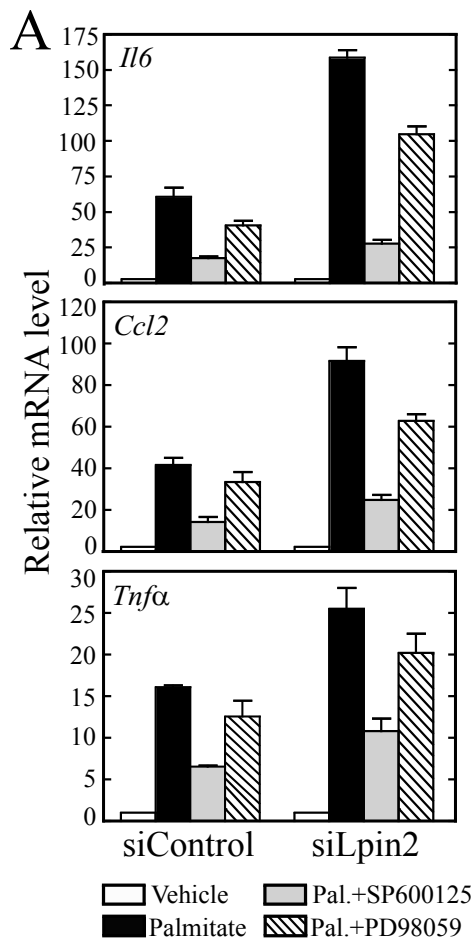 A
Relative mRNA level
Il6
175
150
125
100
75
50
25
0
Ccl2
120
100
80
60
40
20
0
Tnfα
30
25
20
15
10
5
0
siControl siLpin2
Vehicle Pal.+SP600125
Palmitate Pal.+PD98059